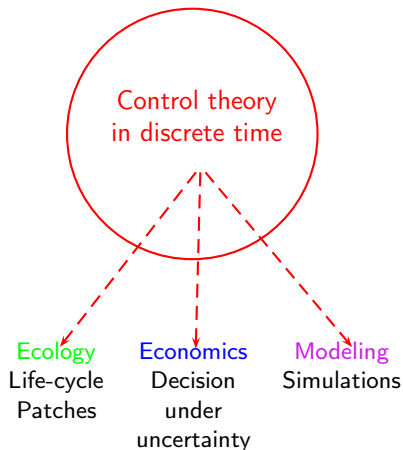 Control theory
in discrete time
Ecology
Life-cycle
Patches
Economics
Decision
under
uncertainty
Modeling
Simulations